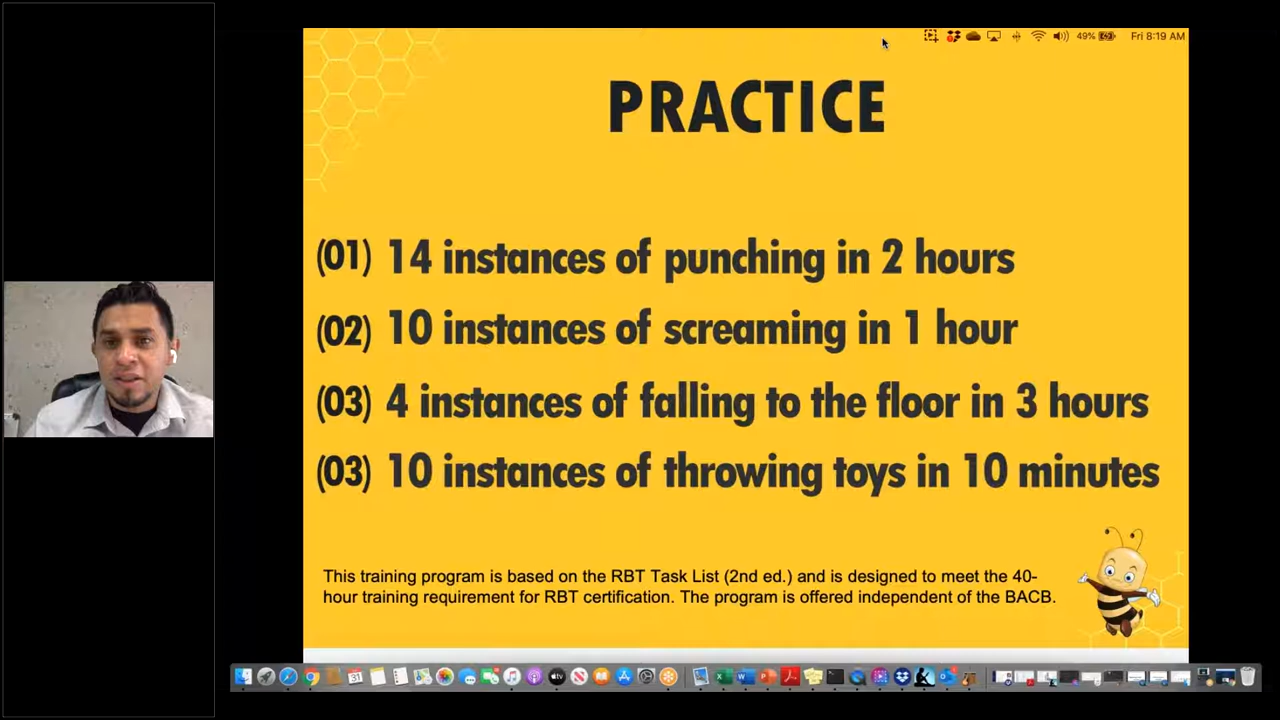 49% Fri 8:19 AM
PRACTICE
(01) 14 instances of punching in 2 hours
(02) 10 instances of screaming in 1 hour
(03) 4 instances of falling to the floor in 3 hours
(03) 10 instances of throwing toys in 10 minutes
This training program is based on the RBT Task List (2nd ed.) and is designed to meet the 40-
hour training requirement for RBT certification. The program is offered independent of the BACB.
31